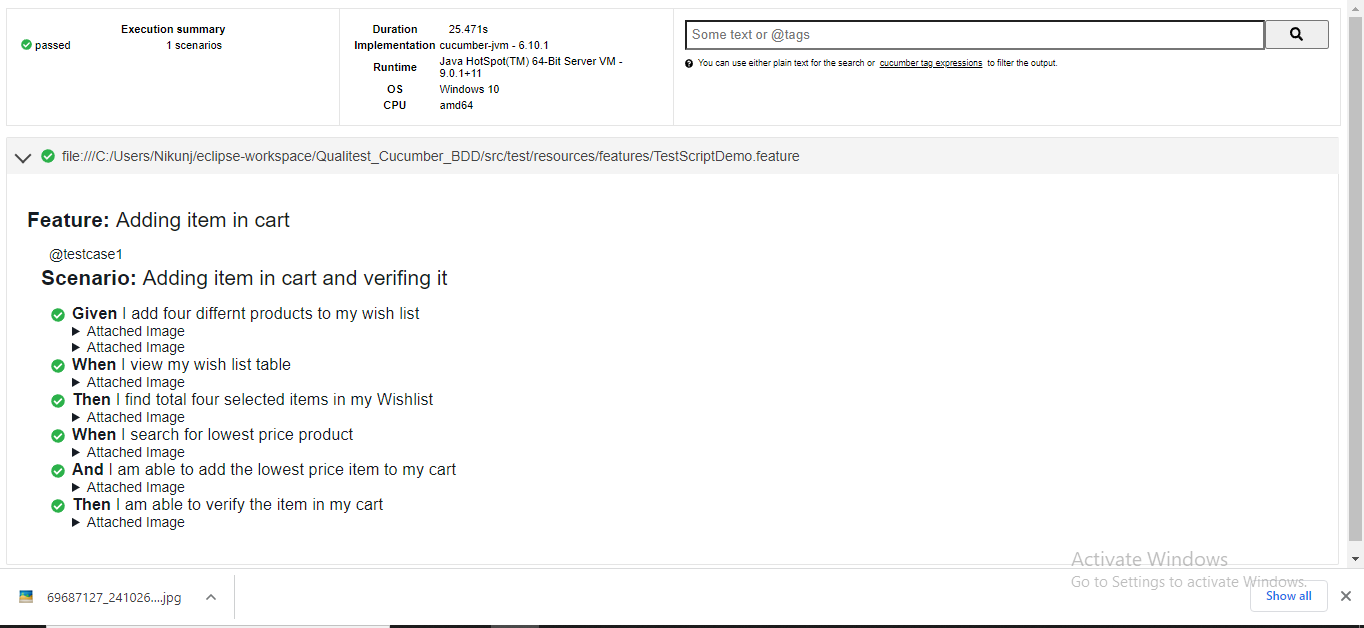 Execution summary
passed 1 scenarios
Duration 25.471s
Implementation cucumber-jvm - 6.10.1
Runtime Java HotSpot(TM) 64-Bit Server VM -
9.0.1+11
OS Windows 10
CPU amd64
Some text or @tags
You can use either plain text for the search or cucumber tag expressions to filter the output.
file:///C:/Users/Nikunj/eclipse-workspace/Qualitest_Cucumber_BDD/src/test/resources/features/TestScriptDemo.feature
Feature: Adding item in cart
@testcase1
Scenario: Adding item in cart and verifing it
Given I add four differnt products to my wish list
Attached Image
Attached Image
When I view my wish list table
Attached Image
Then I find total four selected items in my Wishlist
Attached Image
When I search for lowest price product
Attached Image
And I am able to add the lowest price item to my cart
Attached Image
Then I am able to verify the item in my cart
Attached Image
Activate Windows
Go to Settings to activate Windows.
69687127_241026....jpg
Show all